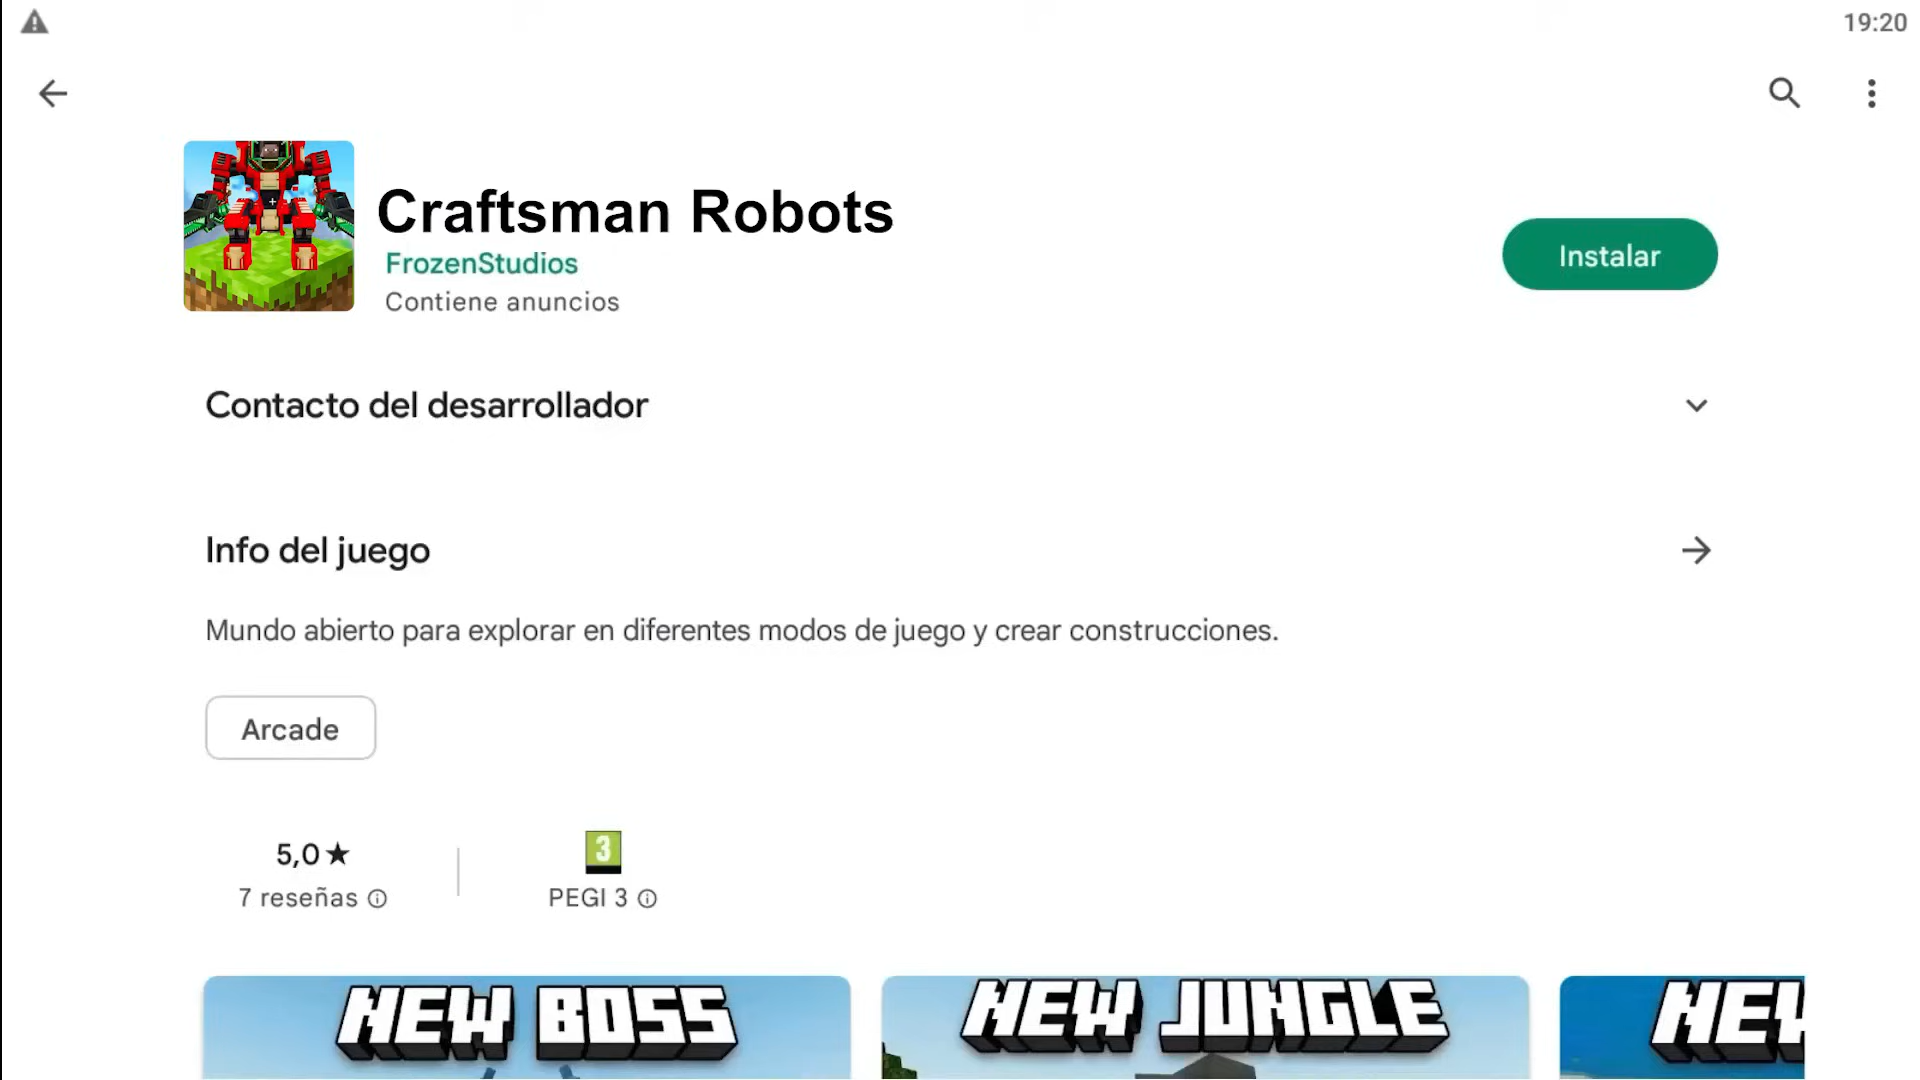 19:20
Craftsman Robots
FrozenStudios
Contiene anuncios
Instalar
Contacto del desarrollador
Info del juego
Mundo abierto para explorar en diferentes modos de juego y crear construcciones.
Arcade
5,0★
7 reseñas
3
PEGI 3
NEW BOSS
NEW JUNGLE